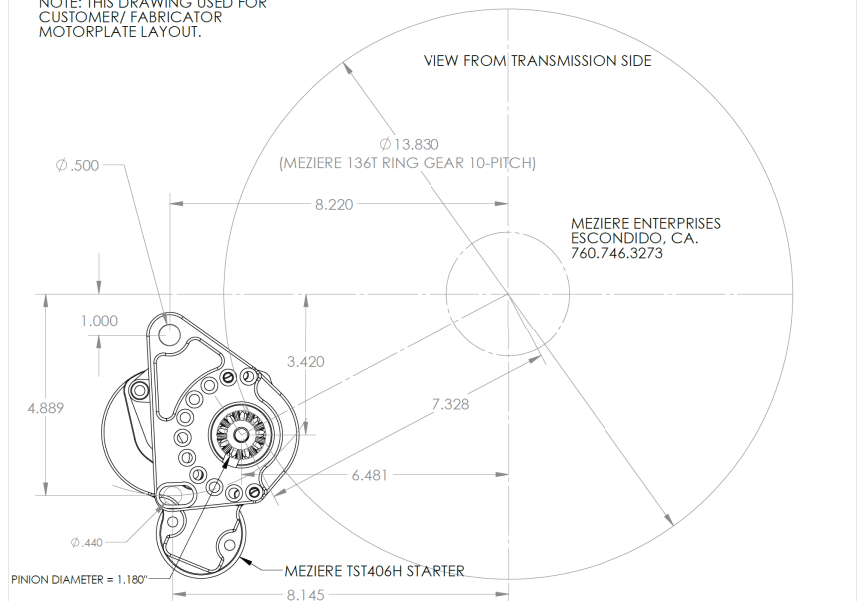 NOTE: THIS DRAWING USED FOR
CUSTOMER/ FABRICATOR
MOTORPLATE LAYOUT.
VIEW FROM TRANSMISSION SIDE
∅13.830
(MEZIERE 136T RING GEAR 10-PITCH)
∅.500
8.220
MEZIERE ENTERPRISES
ESCONDIDO, CA.
760.746.3273
1.000
3.420
4.889
7.328
6.481
∅.440
PINION DIAMETER = 1.180"
MEZIERE TST406H STARTER
8.145